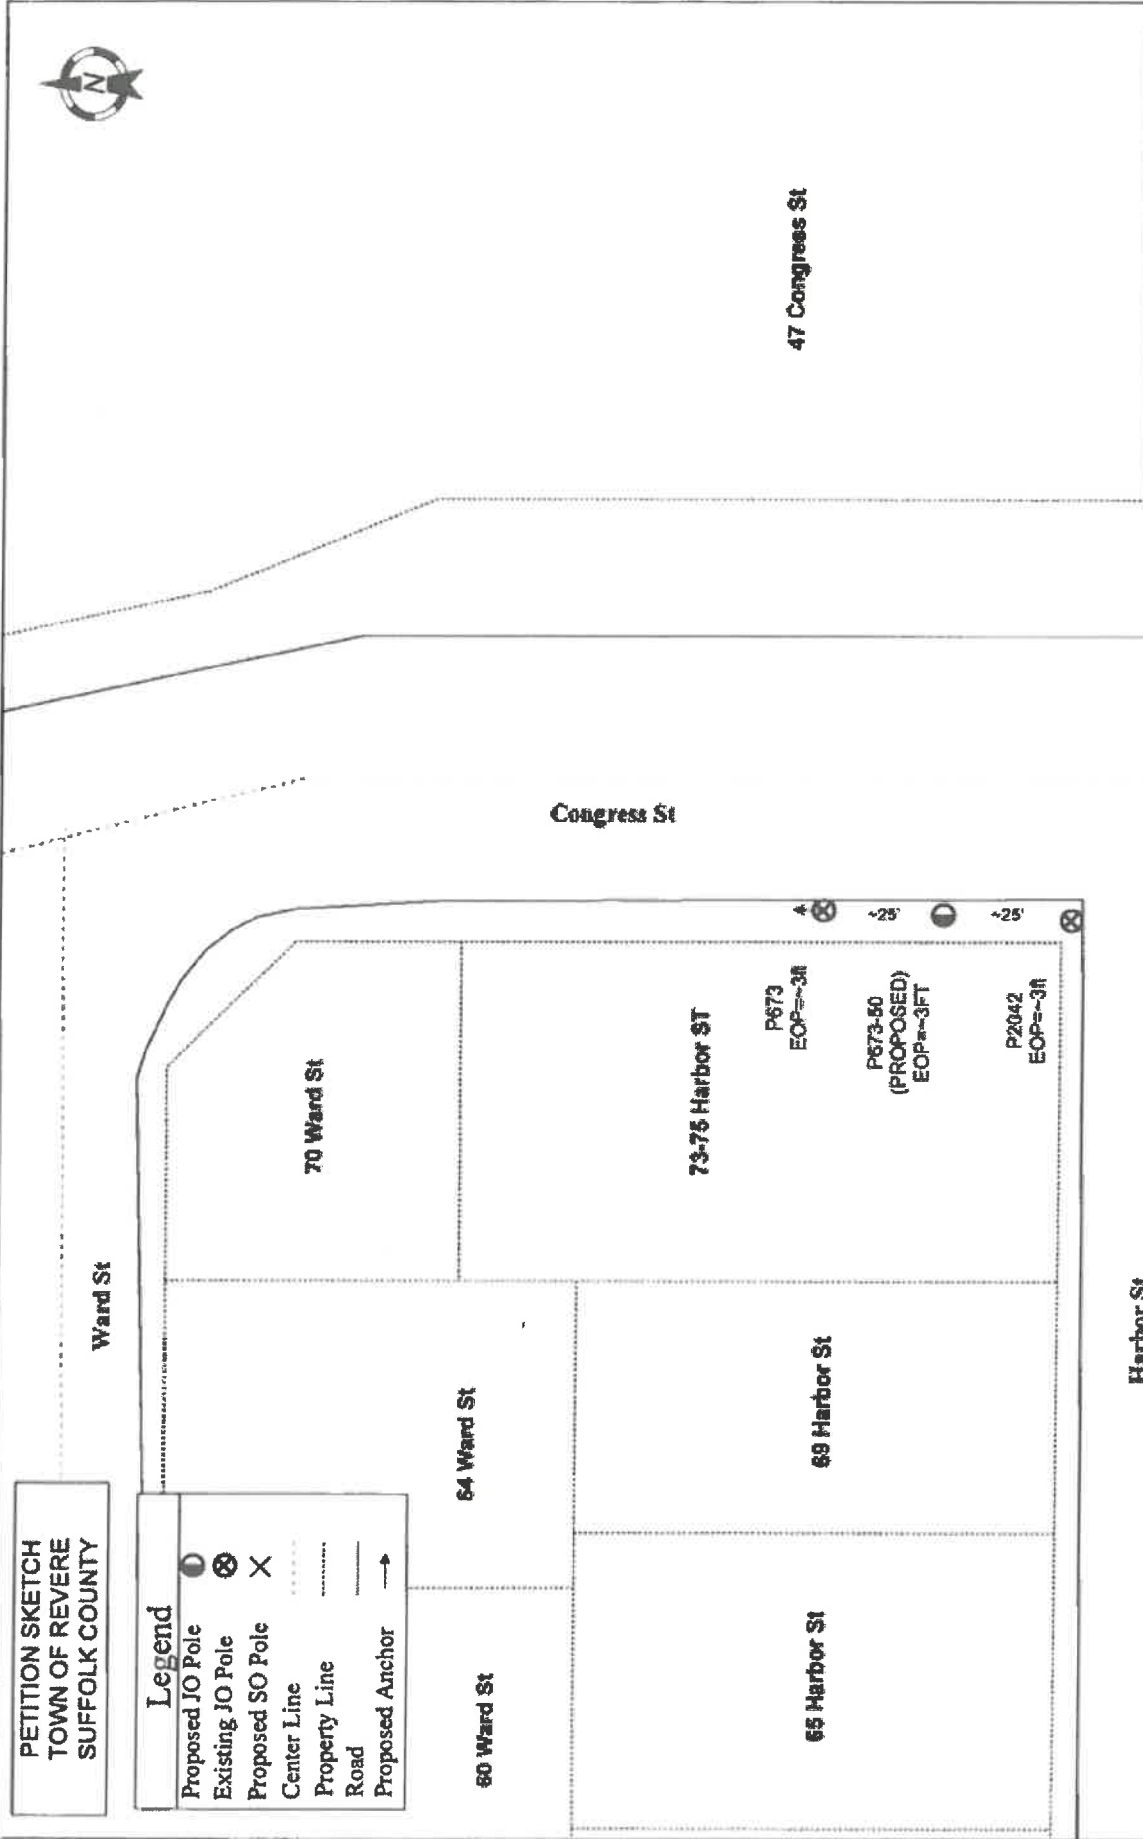 PETITION SKETCH
TOWN OF REVERE
SUFFOLK COUNTY
Legend
Proposed JO Pole
Existing JO Pole
Proposed SO Pole
Center Line
Property Line
Road
Proposed Anchor
N
Ward St
60 Ward St
64 Ward St
70 Ward St
Congress St
47 Congress St
65 Harbor St
69 Harbor St
73-75 Harbor ST
P673
EOP=~3ft
~25'
P673-50
(PROPOSED)
EOP=~3FT
~25'
P2042
EOP=~3ft
Harbor St